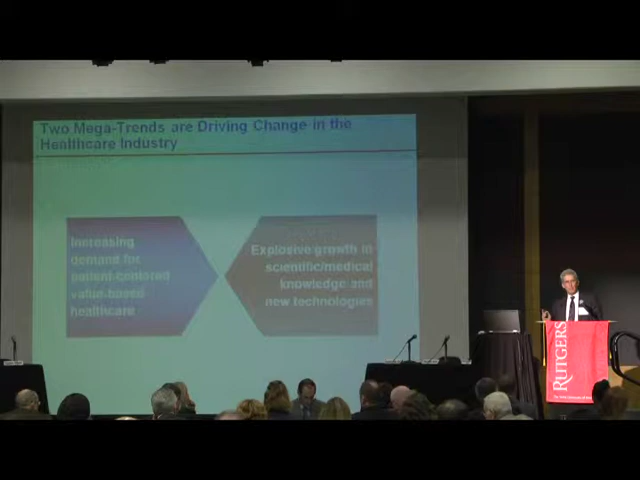 Two Mega-Trends are Driving Change in the
Healthcare Industry
Increasing
demand for
patient-centered
value-based
healthcare
Explosive growth in
scientific/medical
knowledge and
new technologies
RUTGERS